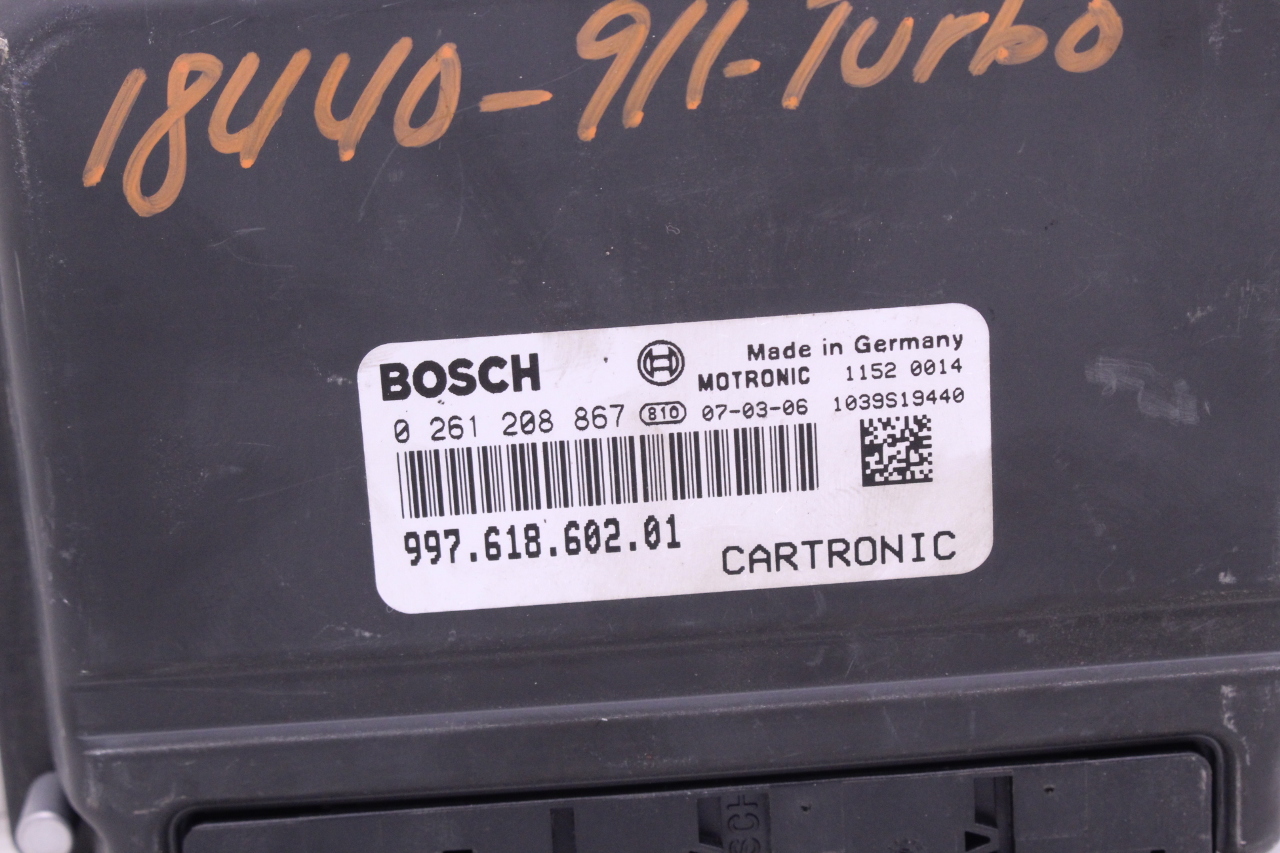 18440-911-Turbo
BOSCH Made in Germany
MOTRONIC 1152 0014
0 261 208 867 810 07-03-06 1039S19440
997.618.602.01
CARTRONIC